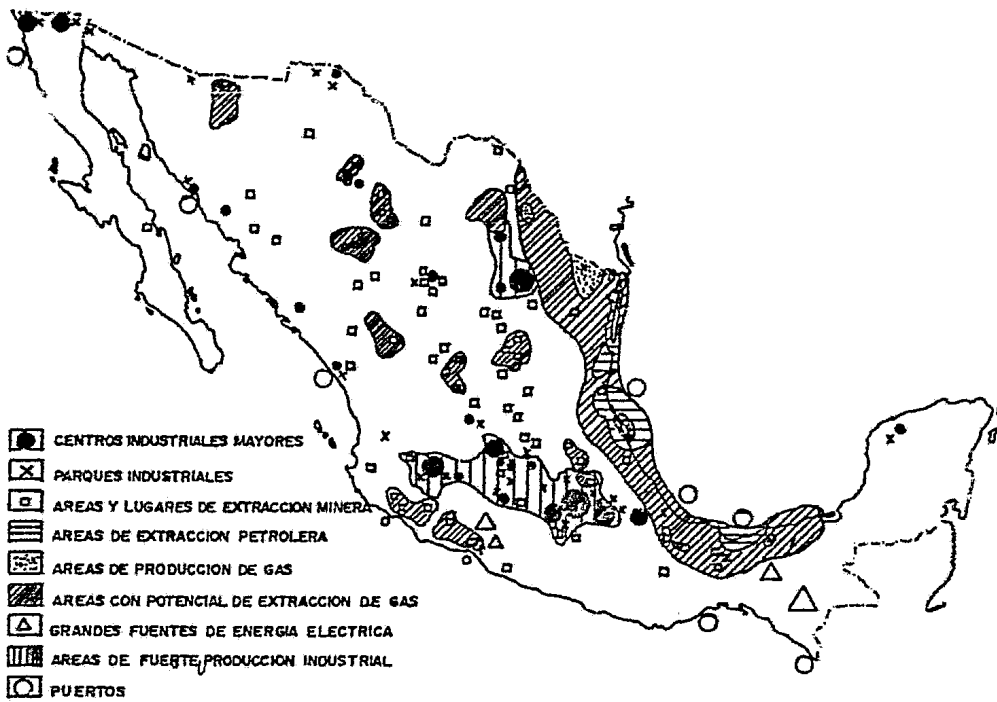 CENTROS INDUSTRIALES MAYORES
PARQUES INDUSTRIALES
AREAS Y LUGARES DE EXTRACCION MINERA
AREAS DE EXTRACCION PETROLERA
AREAS DE PRODUCCION DE GAS
AREAS CON POTENCIAL DE EXTRACCION DE GAS
GRANDES FUENTES DE ENERGIA ELECTRICA
AREAS DE FUERTE PRODUCCION INDUSTRIAL
PUERTOS